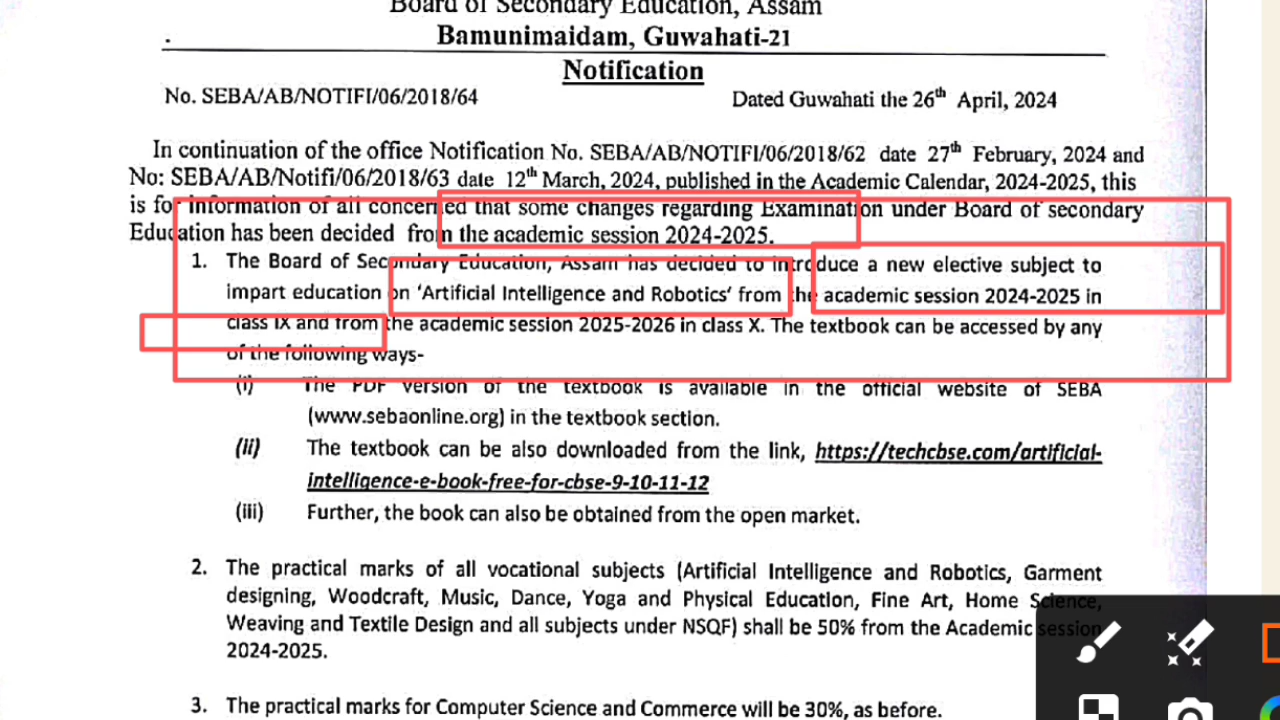 Board of Secondary Education, Assam
Bamunimaidam, Guwahati-21
Notification
No. SEBA/AB/NOTIFI/06/2018/64 Dated Guwahati the 26th April, 2024
In continuation of the office Notification No. SEBA/AB/NOTIFI/06/2018/62 date 27th February, 2024 and
No: SEBA/AB/Notifi/06/2018/63 date 12th March, 2024, published in the Academic Calendar, 2024-2025, this
is for information of all concerned that some changes regarding Examination under Board of secondary
Education has been decided from the academic session 2024-2025.
1. The Board of Secondary Education, Assam has decided to introduce a new elective subject to
impart education on 'Artificial Intelligence and Robotics' from the academic session 2024-2025 in
class IX and from the academic session 2025-2026 in class X. The textbook can be accessed by any
of the following ways-
(i) The PDF version of the textbook is available in the official website of SEBA
(www.sebaonline.org) in the textbook section.
(ii) The textbook can be also downloaded from the link, https://techcbse.com/artificial-
intelligence-e-book-free-for-cbse-9-10-11-12
(iii) Further, the book can also be obtained from the open market.
2. The practical marks of all vocational subjects (Artificial Intelligence and Robotics, Garment
designing, Woodcraft, Music, Dance, Yoga and Physical Education, Fine Art, Home Science,
Weaving and Textile Design and all subjects under NSQF) shall be 50% from the Academic session
2024-2025.
3. The practical marks for Computer Science and Commerce will be 30%, as before.